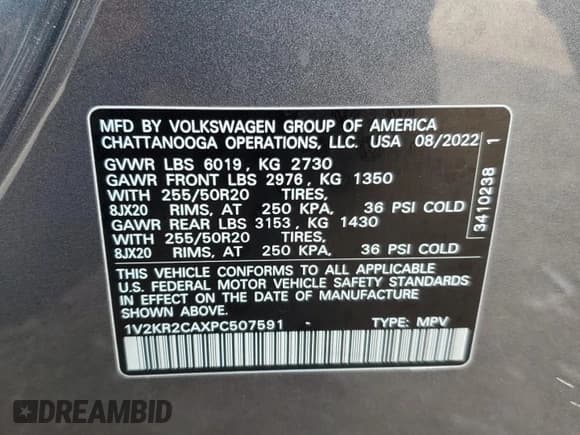 MFD BY VOLKSWAGEN GROUP OF AMERICA
CHATTANOOGA OPERATIONS, LLC. USA 08/2022
GVWR LBS 6019, KG 2730
GAWR FRONT LBS 2976, KG 1350
WITH 255/50R20 TIRES,
8JX20 RIMS, AT 250 KPA, 36 PSI COLD
GAWR REAR LBS 3153, KG 1430
WITH 255/50R20 TIRES,
8JX20 RIMS, AT 250 KPA, 36 PSI COLD
THIS VEHICLE CONFORMS TO ALL APPLICABLE
U.S. FEDERAL MOTOR VEHICLE SAFETY STANDARDS
IN EFFECT ON THE DATE OF MANUFACTURE
SHOWN ABOVE.
1V2KR2CAXPC507591 TYPE: MPV
3410238 1
DREAMBID